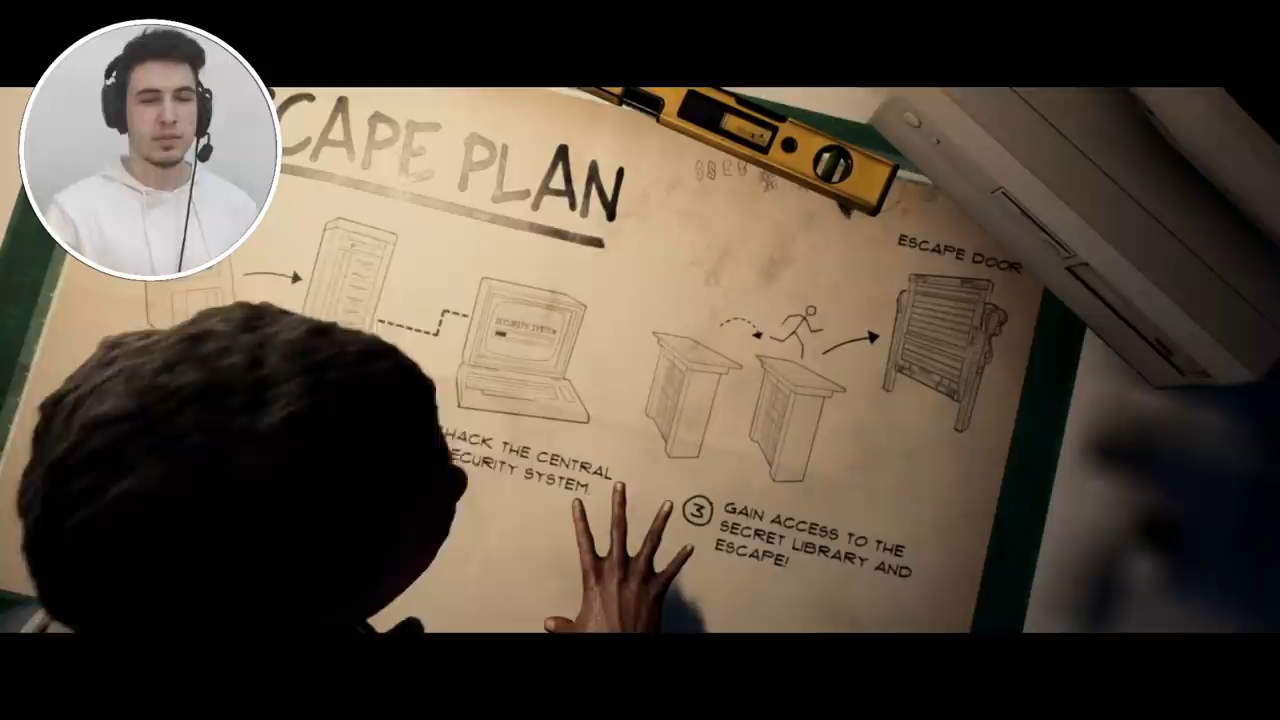 CAPE PLAN
ESCAPE DOOR
SECURITY SYSTEM
HACK THE CENTRAL
ECURITY SYSTEM.
3 GAIN ACCESS TO THE
SECRET LIBRARY AND
ESCAPE!